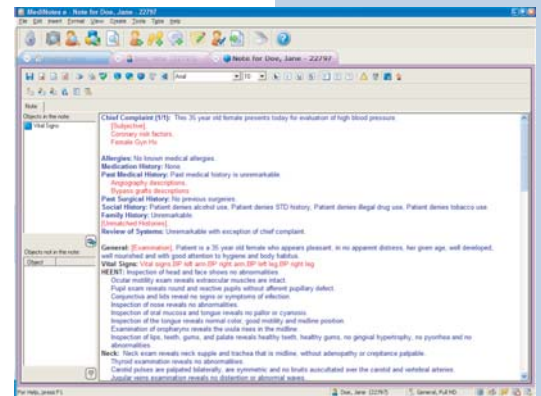 MediNotes e - Note for Doe, Jane - 22797
File Edit Insert Format View Create Tools Table Help
Note for Doe, Jane - 22797
Arial 10
Note
Objects in the note
Vital Signs
Objects not in the note
Object
Chief Complaint (1/1): This 35 year old female presents today for evaluation of high blood pressure.
[Subjective].
Coronary risk factors.
Female Gyn Hx
Allergies: No known medical allergies.
Medication History: None
Past Medical History: Past medical history is unremarkable.
Angiography descriptions.
Bypass grafts descriptions
Past Surgical History: No previous surgeries.
Social History: Patient denies alcohol use, Patient denies STD history, Patient denies illegal drug use, Patient denies tobacco use.
Family History: Unremarkable.
[Unmatched Histories].
Review of Systems: Unremarkable with exception of chief complaint.
General: [Examination], Patient is a 35 year old female who appears pleasant, in no apparent distress, her given age, well developed,
well nourished and with good attention to hygiene and body habitus.
Vital Signs: Vital signs.BP left arm.BP right arm.BP left leg.BP right leg.
HEENT: Inspection of head and face shows no abnormalities.
Ocular motility exam reveals extraocular muscles are intact.
Pupil exam reveals round and reactive pupils without afferent pupillary defect.
Conjunctiva and lids reveal no signs or symptoms of infection.
Inspection of nose reveals no abnormalities.
Inspection of oral mucosa and tongue reveals no pallor or cyanosis.
Inspection of the tongue reveals normal color, good motility and midline position.
Examination of oropharynx reveals the uvula rises in the midline.
Inspection of lips, teeth, gums, and palate reveals healthy teeth, healthy gums, no gingival hypertrophy, no pyorrhea and no
abnormalities.
Neck: Neck exam reveals neck supple and trachea that is midline, without adenopathy or crepitance palpable.
Thyroid examination reveals no abnormalities.
Carotid pulses are palpated bilaterally, are symmetric and no bruits auscultated over the carotid and vertebral arteries.
Jugular veins examination reveals no distention or abnormal waves.
For Help, press F1
Doe, Jane (22797)
General, Full HD